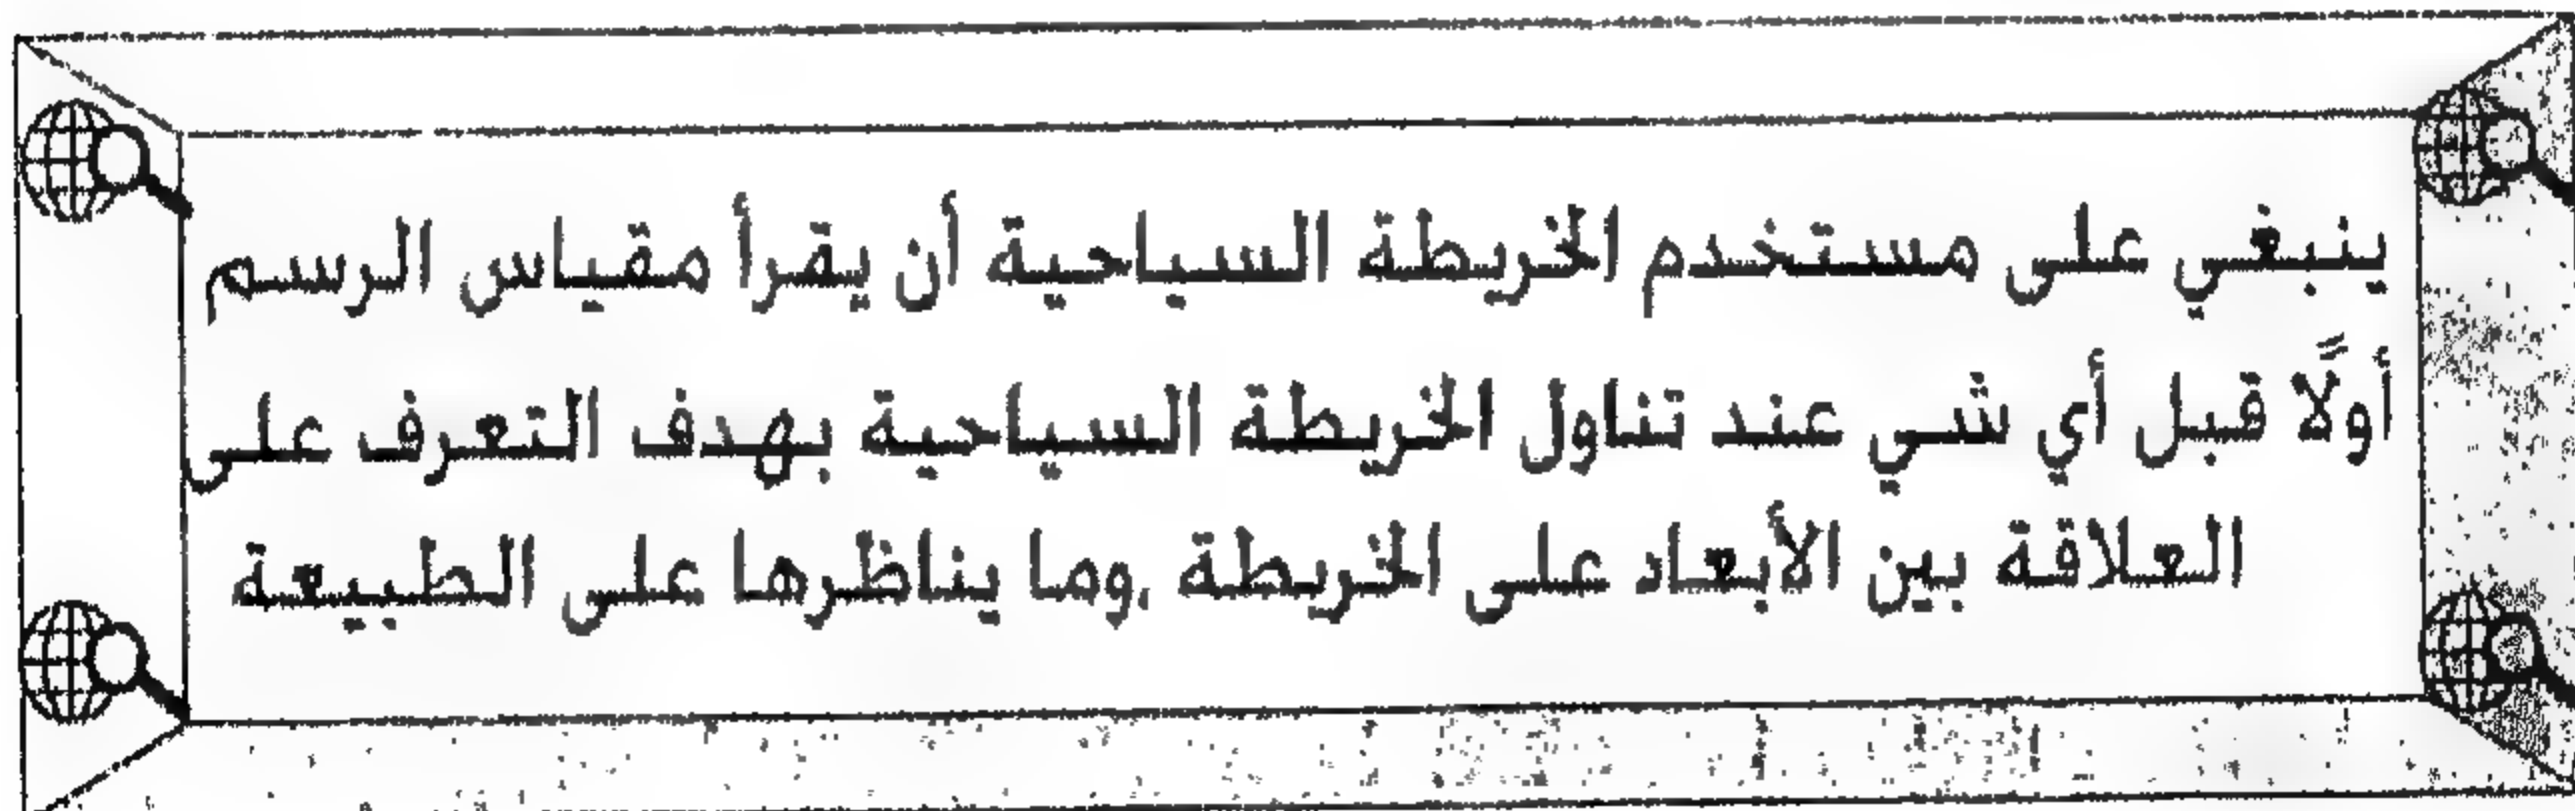 ينبغي على مستخدم الخريطة السياحية أن يقرأ مقياس الرسم
أولًا قبل أي شي عند تناول الخريطة السياحية بهدف التعرف على
العلاقة بين الأبعاد على الخريطة ,وما يناظرها على الطبيعة